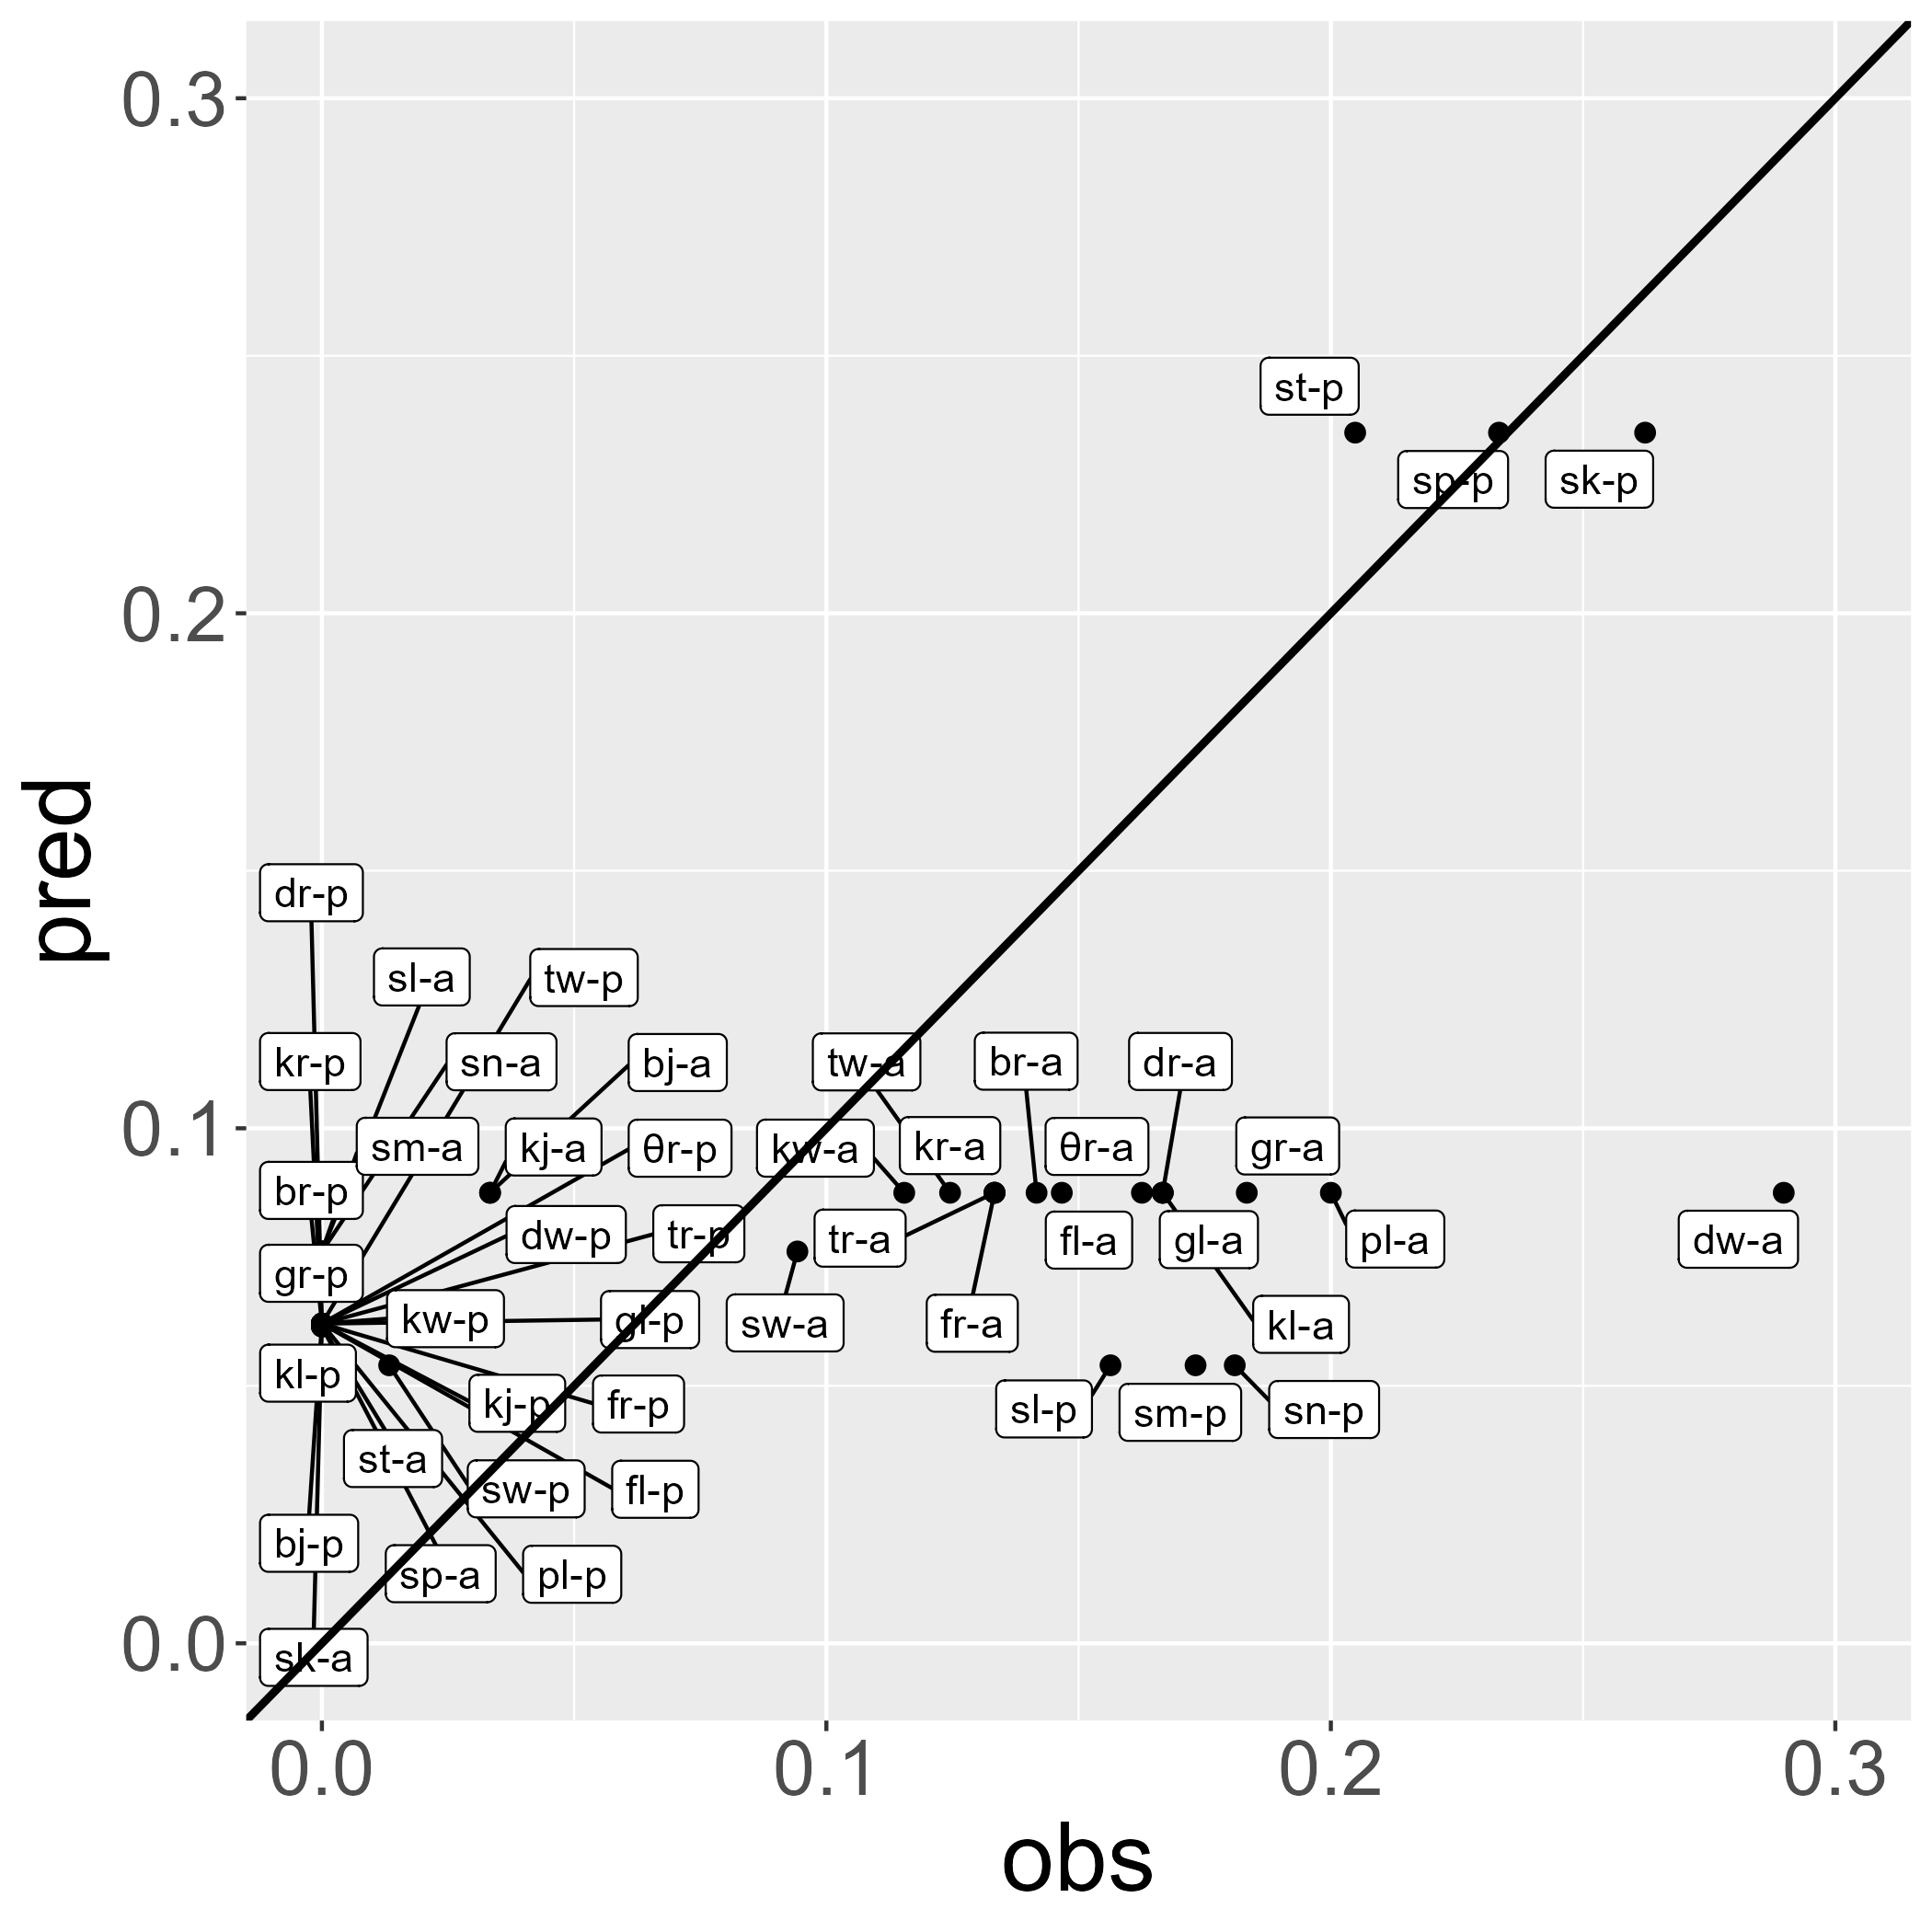 0.3
st-p
sp-p
sk-p
0.2
pred
dr-p
sl-a
tw-p
kr-p
sn-a
bj-a
tw-a
br-a
dr-a
0.1
sm-a
kj-a
θr-p
kw-a
kr-a
θr-a
gr-a
br-p
dw-p
tr-p
tr-a
fl-a
gl-a
pl-a
dw-a
gr-p
kw-p
gl-p
sw-a
fr-a
kl-a
kl-p
kj-p
fr-p
sl-p
sm-p
sn-p
st-a
sw-p
fl-p
bj-p
sp-a
pl-p
0.0
sk-a
0.0
0.1
0.2
0.3
obs